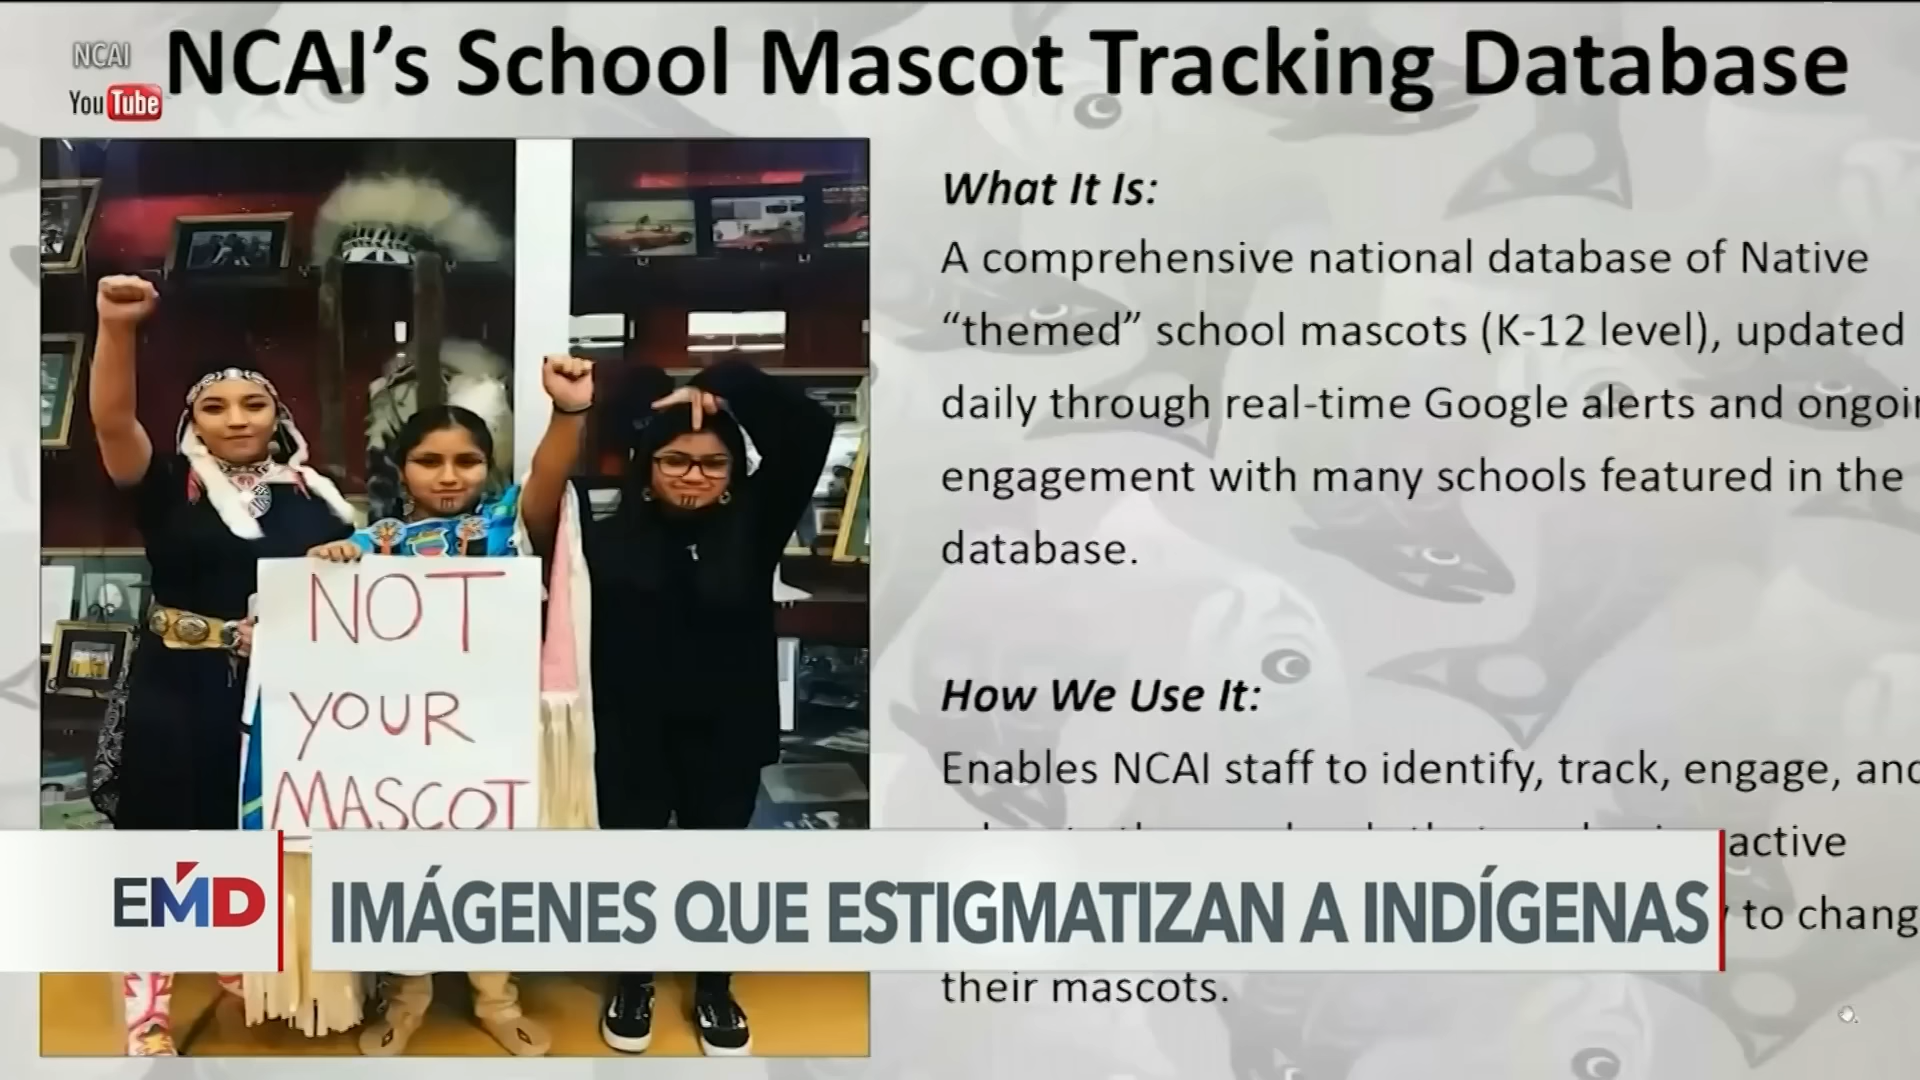 NCAI
YouTube
NCAI's School Mascot Tracking Database
What It Is:
A comprehensive national database of Native
“themed” school mascots (K-12 level), updated
daily through real-time Google alerts and
engagement with many schools featured in the
database.
How We Use It:
Enables NCAI staff to identify, track, engage,
active
to
their mascots.
NOT
YOUR
MASCOT
EMD
IMÁGENES QUE ESTIGMATIZAN A INDÍGENAS